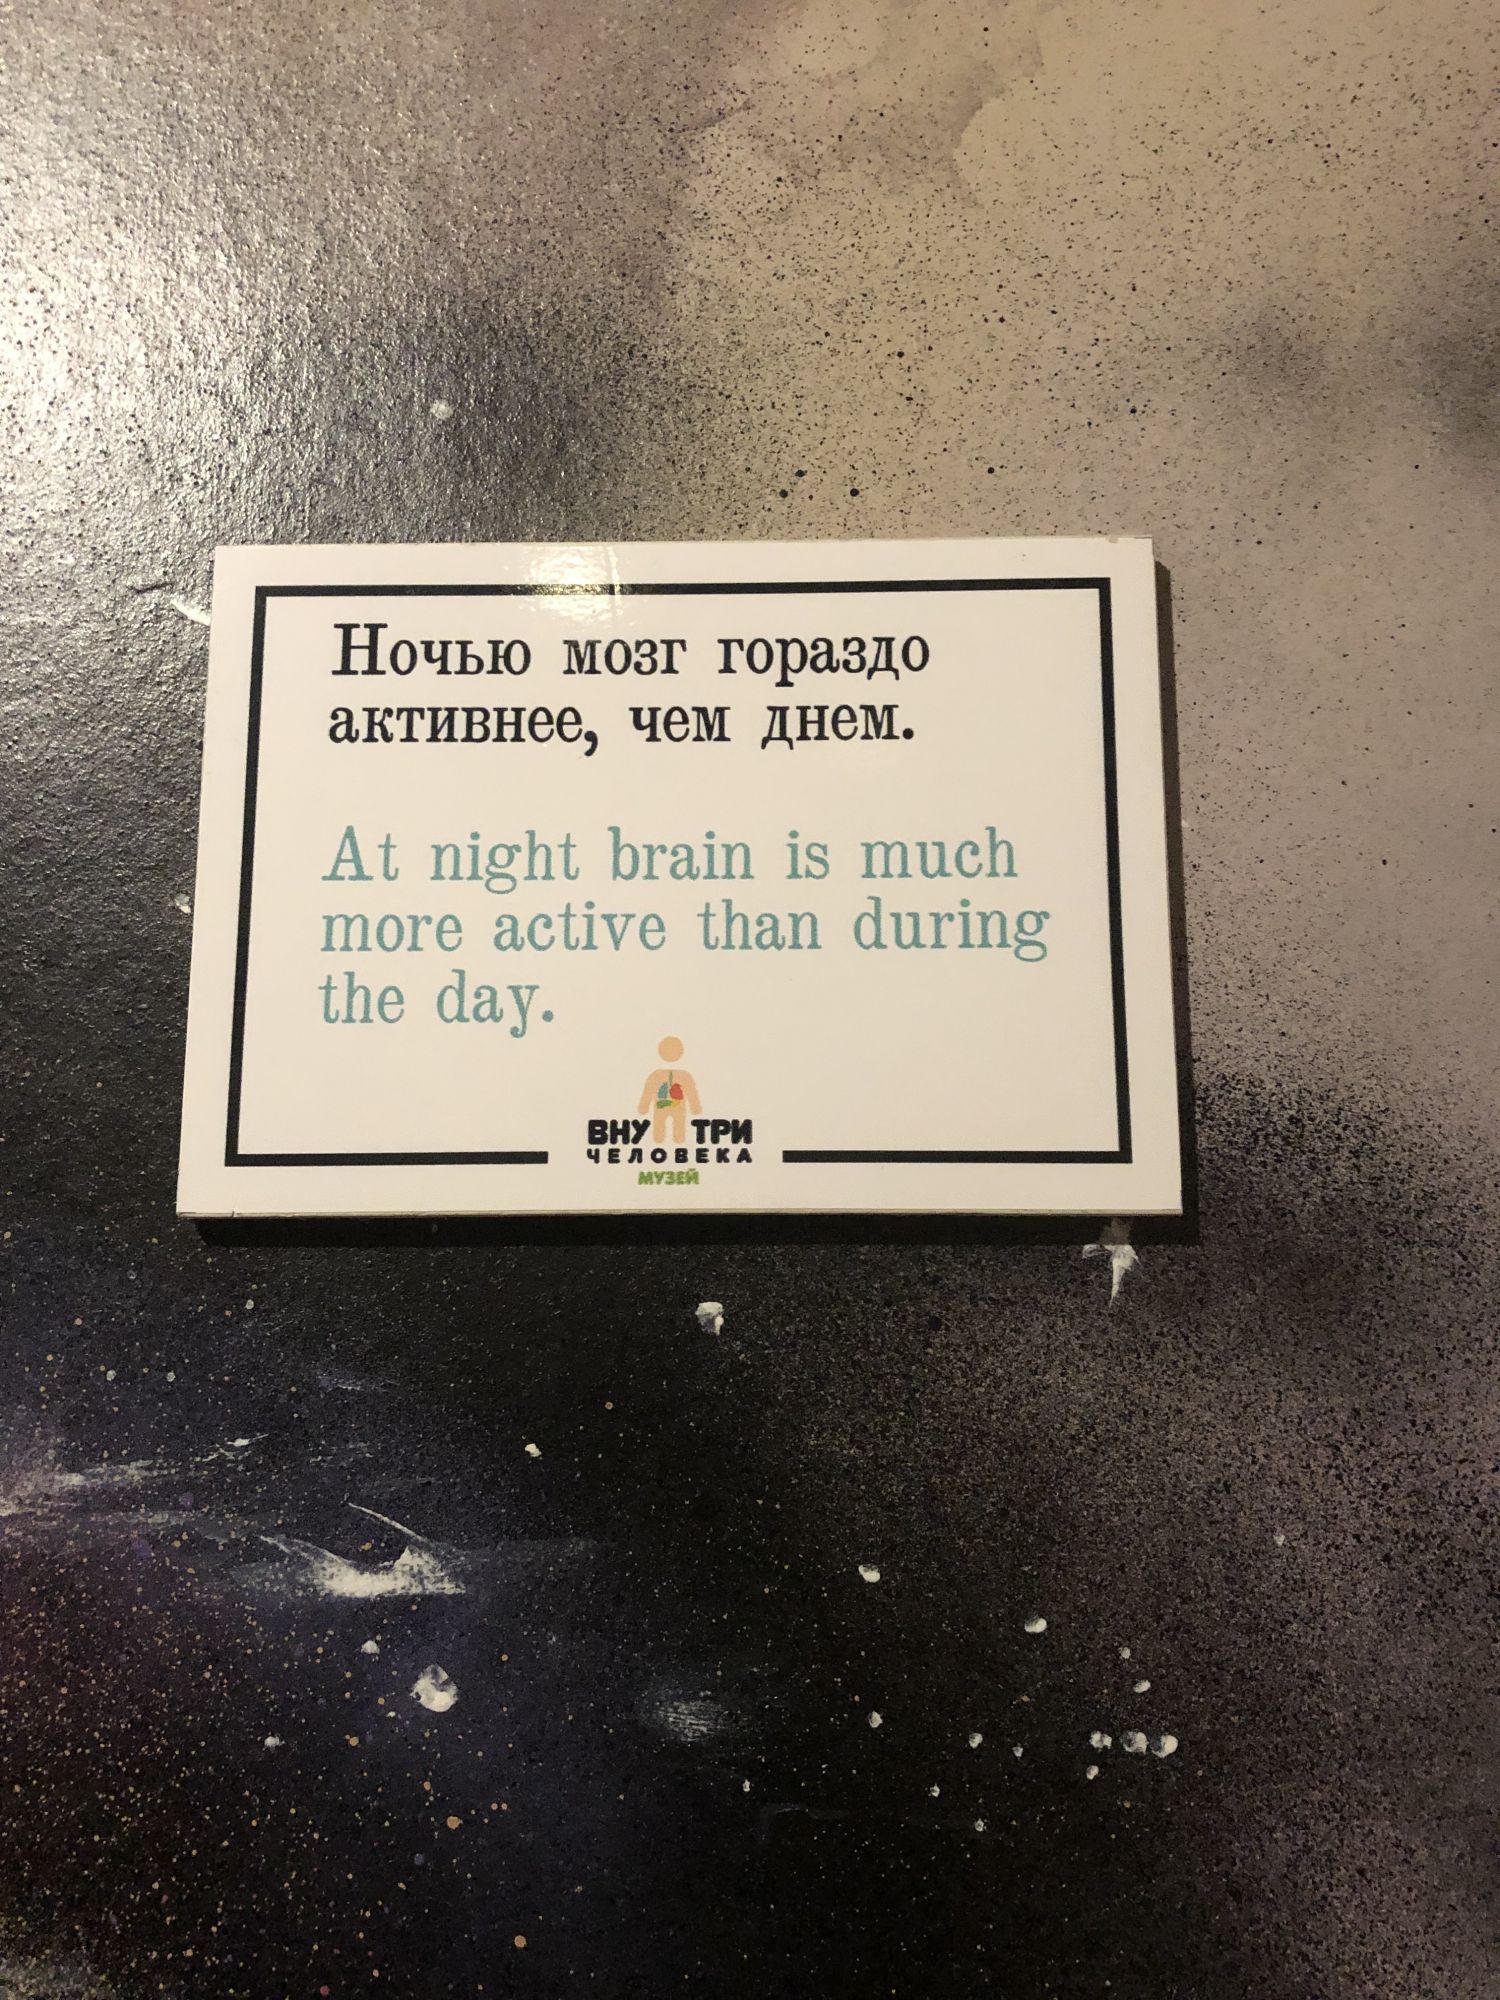 Ночью мозг гораздо
активнее, чем днем.
At night brain is much
more active than during
the day.
ВНУТРИ
ЧЕЛОВЕКА
МУЗЕЙ